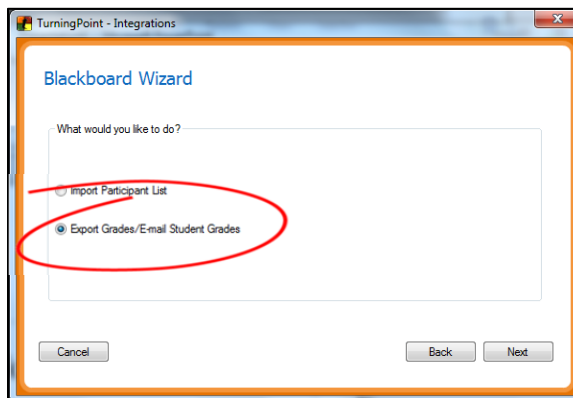 TurningPoint - Integrations
Blackboard Wizard
What would you like to do?
Import Participant List
Export Grades/E-mail Student Grades
Cancel
Back
Next